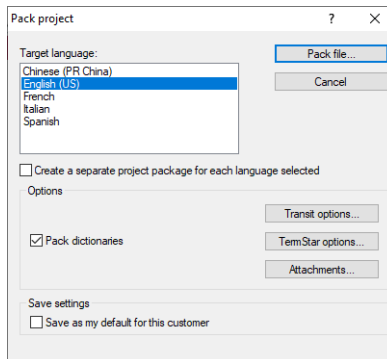 Pack project
Target language:
Pack file...
Chinese (PR China)
English (US)
Cancel
French
Italian
Spanish
Create a separate project package for each language selected
Options
Transit options...
Pack dictionaries
TermStar options...
Attachments...
Save settings
Save as my default for this customer